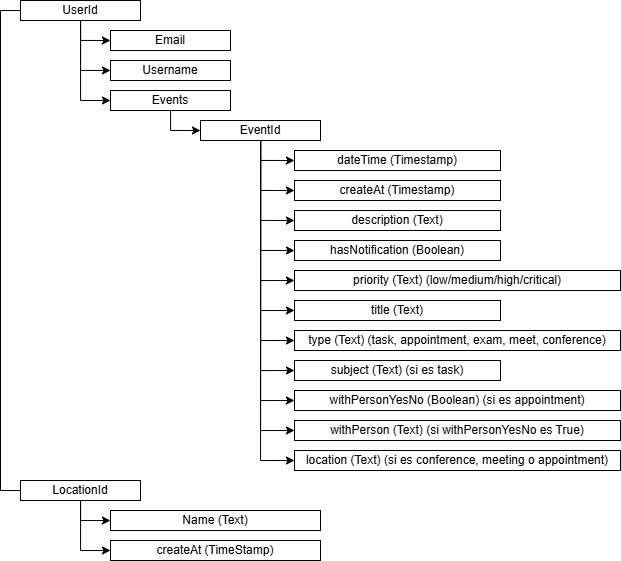 UserId
Email
Username
Events
EventId
dateTime (Timestamp)
createAt (Timestamp)
description (Text)
hasNotification (Boolean)
priority (Text) (low/medium/high/critical)
title (Text)
type (Text) (task, appointment, exam, meet, conference)
subject (Text) (si es task)
withPersonYesNo (Boolean) (si es appointment)
withPerson (Text) (si withPersonYesNo es True)
location (Text) (si es conference, meeting o appointment)
LocationId
Name (Text)
createAt (TimeStamp)